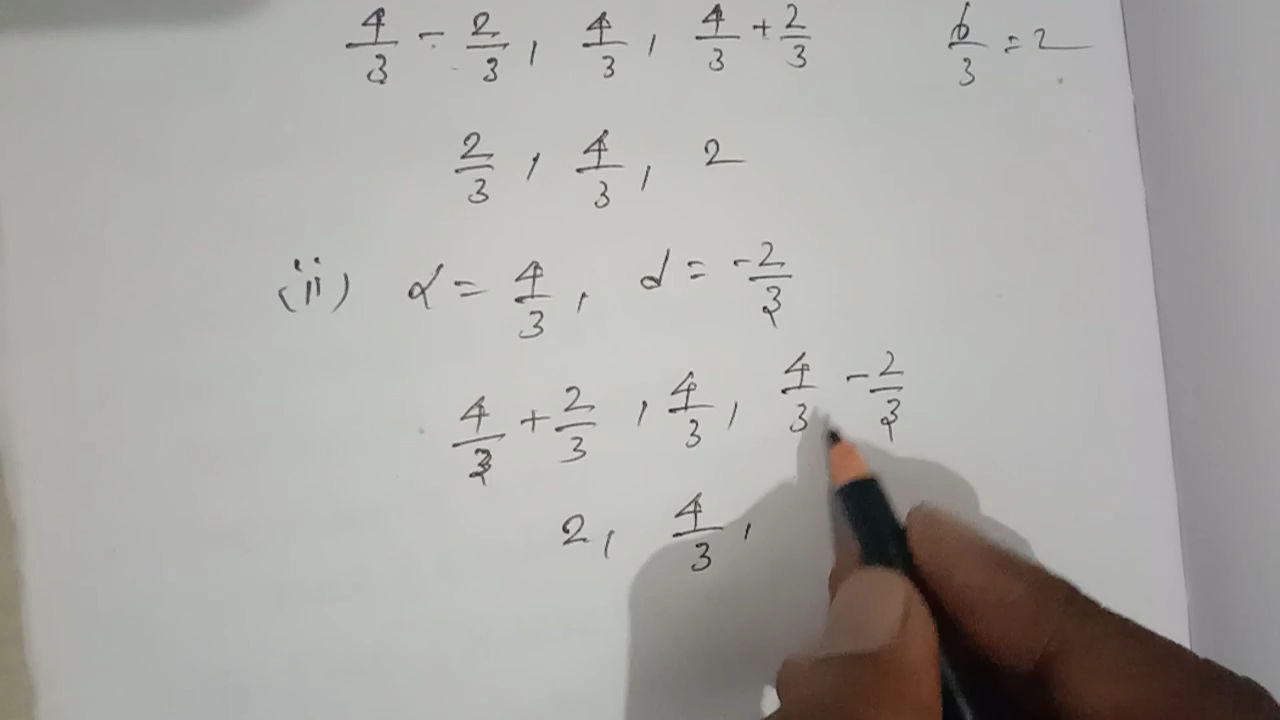 4/3 - 2/3, 4/3, 4/3 + 2/3 6/3 = 2
2/3, 4/3, 2
(ii) α = 4/3, d = -2/3
4/3 + 2/3, 4/3, 4/3 - 2/3
2, 4/3,